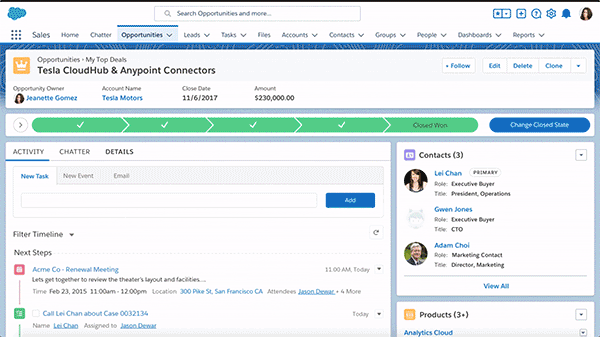 salesforce
Search Opportunities and more...
Sales
Home Chatter Opportunities Leads Tasks Files Accounts Contacts Groups People Dashboards Reports
Opportunities • My Top Deals
Tesla CloudHub & Anypoint Connectors
+ Follow Edit Delete Clone
Opportunity Owner Account Name Close Date Amount
Jeanette Gomez Tesla Motors 11/6/2017 $230,000.00
Closed Won Change Closed State
ACTIVITY CHATTER DETAILS
New Task New Event Email
Add
Filter Timeline
Next Steps
Acme Co - Renewal Meeting 11:00 AM, Today
Lets get together to review the theater's layout and facilities....
Time Feb 23, 2015 11:00am - 12:00pm Location 300 Pike St, San Francisco CA Attendees Jason Dewar + 4 More
Call Lei Chan about Case 0032134 Today
Name Lei Chan Assigned to Jason Dewar
Contacts (3)
Lei Chan PRIMARY
Role: Executive Buyer
Title: President, Operations
Gwen Jones
Role: Executive Buyer
Title: CTO
Adam Choi
Role: Marketing Contact
Title: Director, Marketing
View All
Products (3+)
Analytics Cloud